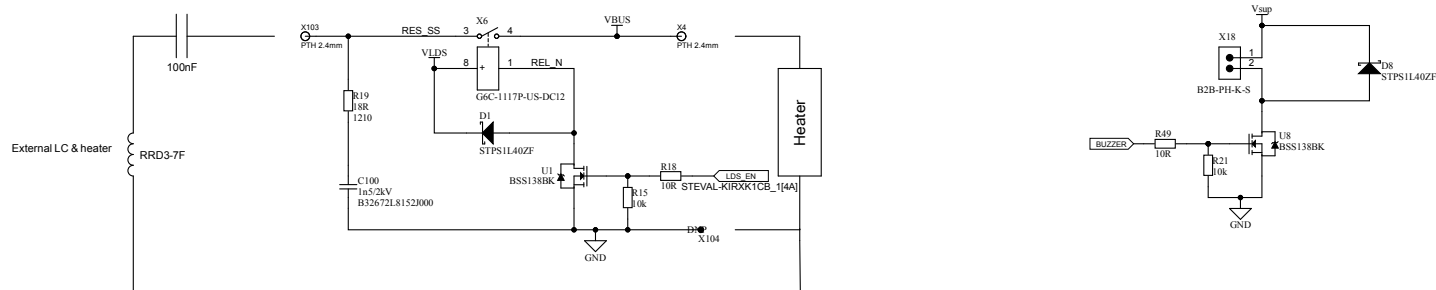 External LC & heater
100nF
RRD3-7F
X103
PTH 2.4mm
RES_SS
R19
18R
1210
C100
1n5/2kV
B32672L8152J000
X6
3
4
VLDS
8
+
1
REL_N
G6C-1117P-US-DC12
D1
STPS1L40ZF
U1
BSS138BK
VBUS
X4
PTH 2.4mm
R18
10R
LDS_EN
STEVAL-KIRXK1CB_1[4A]
R15
10k
DNP
X104
GND
Heater
Vsup
X18
1
2
B2B-PH-K-S
D8
STPS1L40ZF
BUZZER
R49
10R
R21
10k
U8
BSS138BK
GND